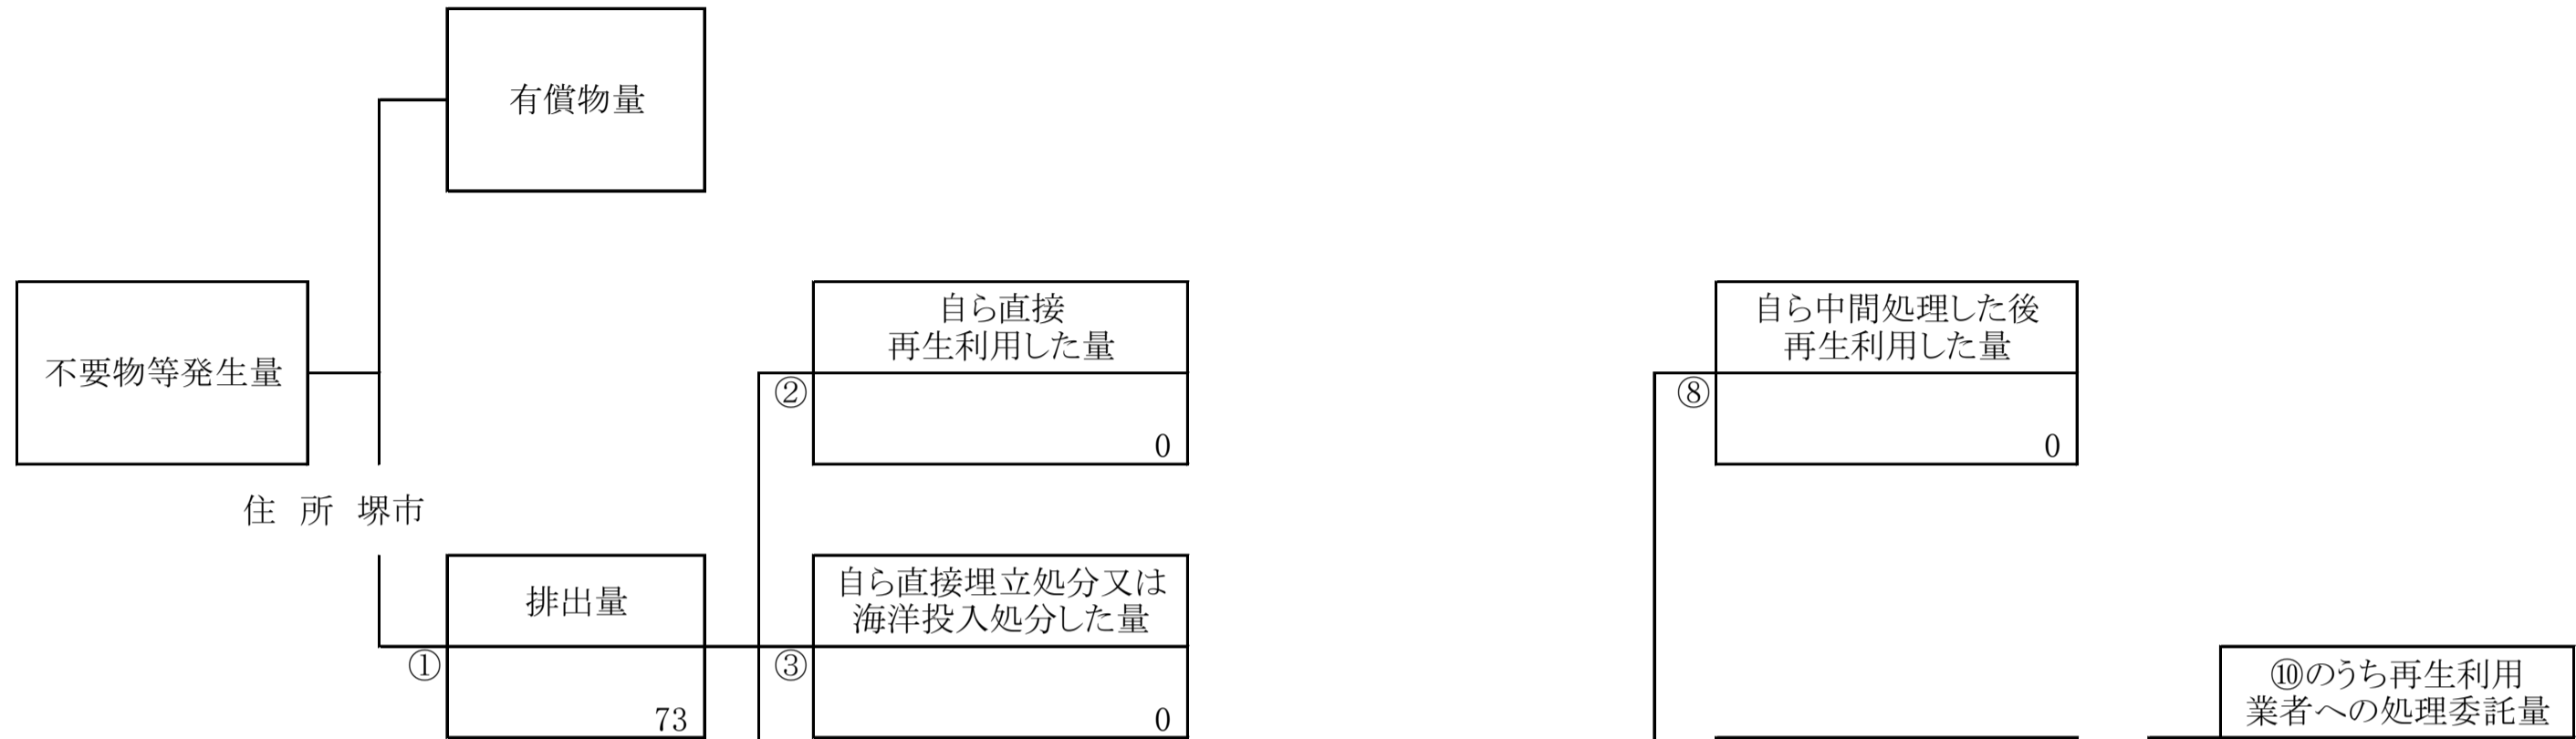 有償物量
不要物等発生量
自ら直接
再生利用した量
②
0
自ら中間処理した後
再生利用した量
⑧
0
住 所 堺市
排出量
①
73
自ら直接埋立処分又は
海洋投入処分した量
③
0
⑩のうち再生利用
業者への処理委託量